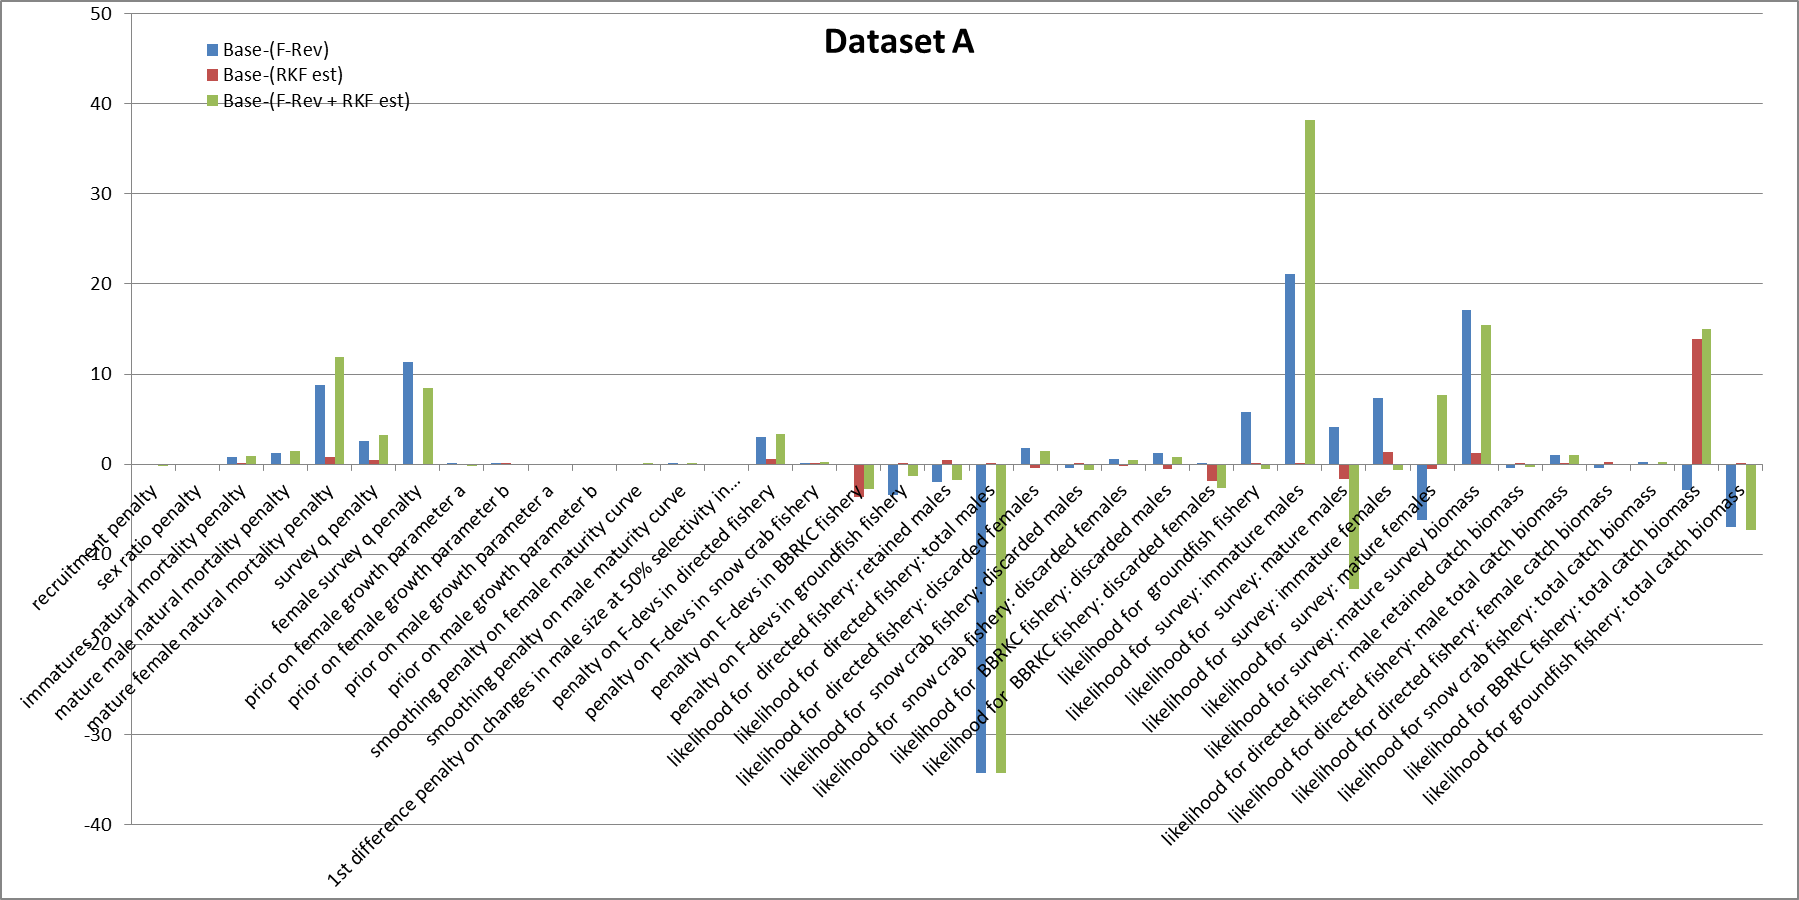 Dataset A
Base-(F-Rev)
Base-(RKF est)
Base-(F-Rev + RKF est)
50
40
30
20
10
0
-10
-20
-30
-40
recruitment penalty
sex ratio penalty
immatures natural mortality penalty
mature male natural mortality penalty
mature female natural mortality penalty
survey q penalty
female survey q penalty
prior on female growth parameter a
prior on female growth parameter b
prior on male growth parameter a
prior on male growth parameter b
smoothing penalty on female maturity curve
smoothing penalty on male maturity curve
1st difference penalty on changes in male size at 50% selectivity in...
penalty on F-devs in directed fishery
penalty on F-devs in snow crab fishery
penalty on F-devs in BBRKC fishery
penalty on F-devs in groundfish fishery
likelihood for directed fishery: retained males
likelihood for directed fishery: total males
likelihood for directed fishery: discarded females
likelihood for snow crab fishery: discarded males
likelihood for snow crab fishery: discarded females
likelihood for BBRKC fishery: discarded males
likelihood for BBRKC fishery: discarded females
likelihood for groundfish fishery
likelihood for survey: immature males
likelihood for survey: mature males
likelihood for survey: immature females
likelihood for survey: mature females
likelihood for survey: mature survey biomass
likelihood for directed fishery: male retained catch biomass
likelihood for directed fishery: male total catch biomass
likelihood for directed fishery: female catch biomass
likelihood for snow crab fishery: total catch biomass
likelihood for BBRKC fishery: total catch biomass
likelihood for groundfish fishery: total catch biomass